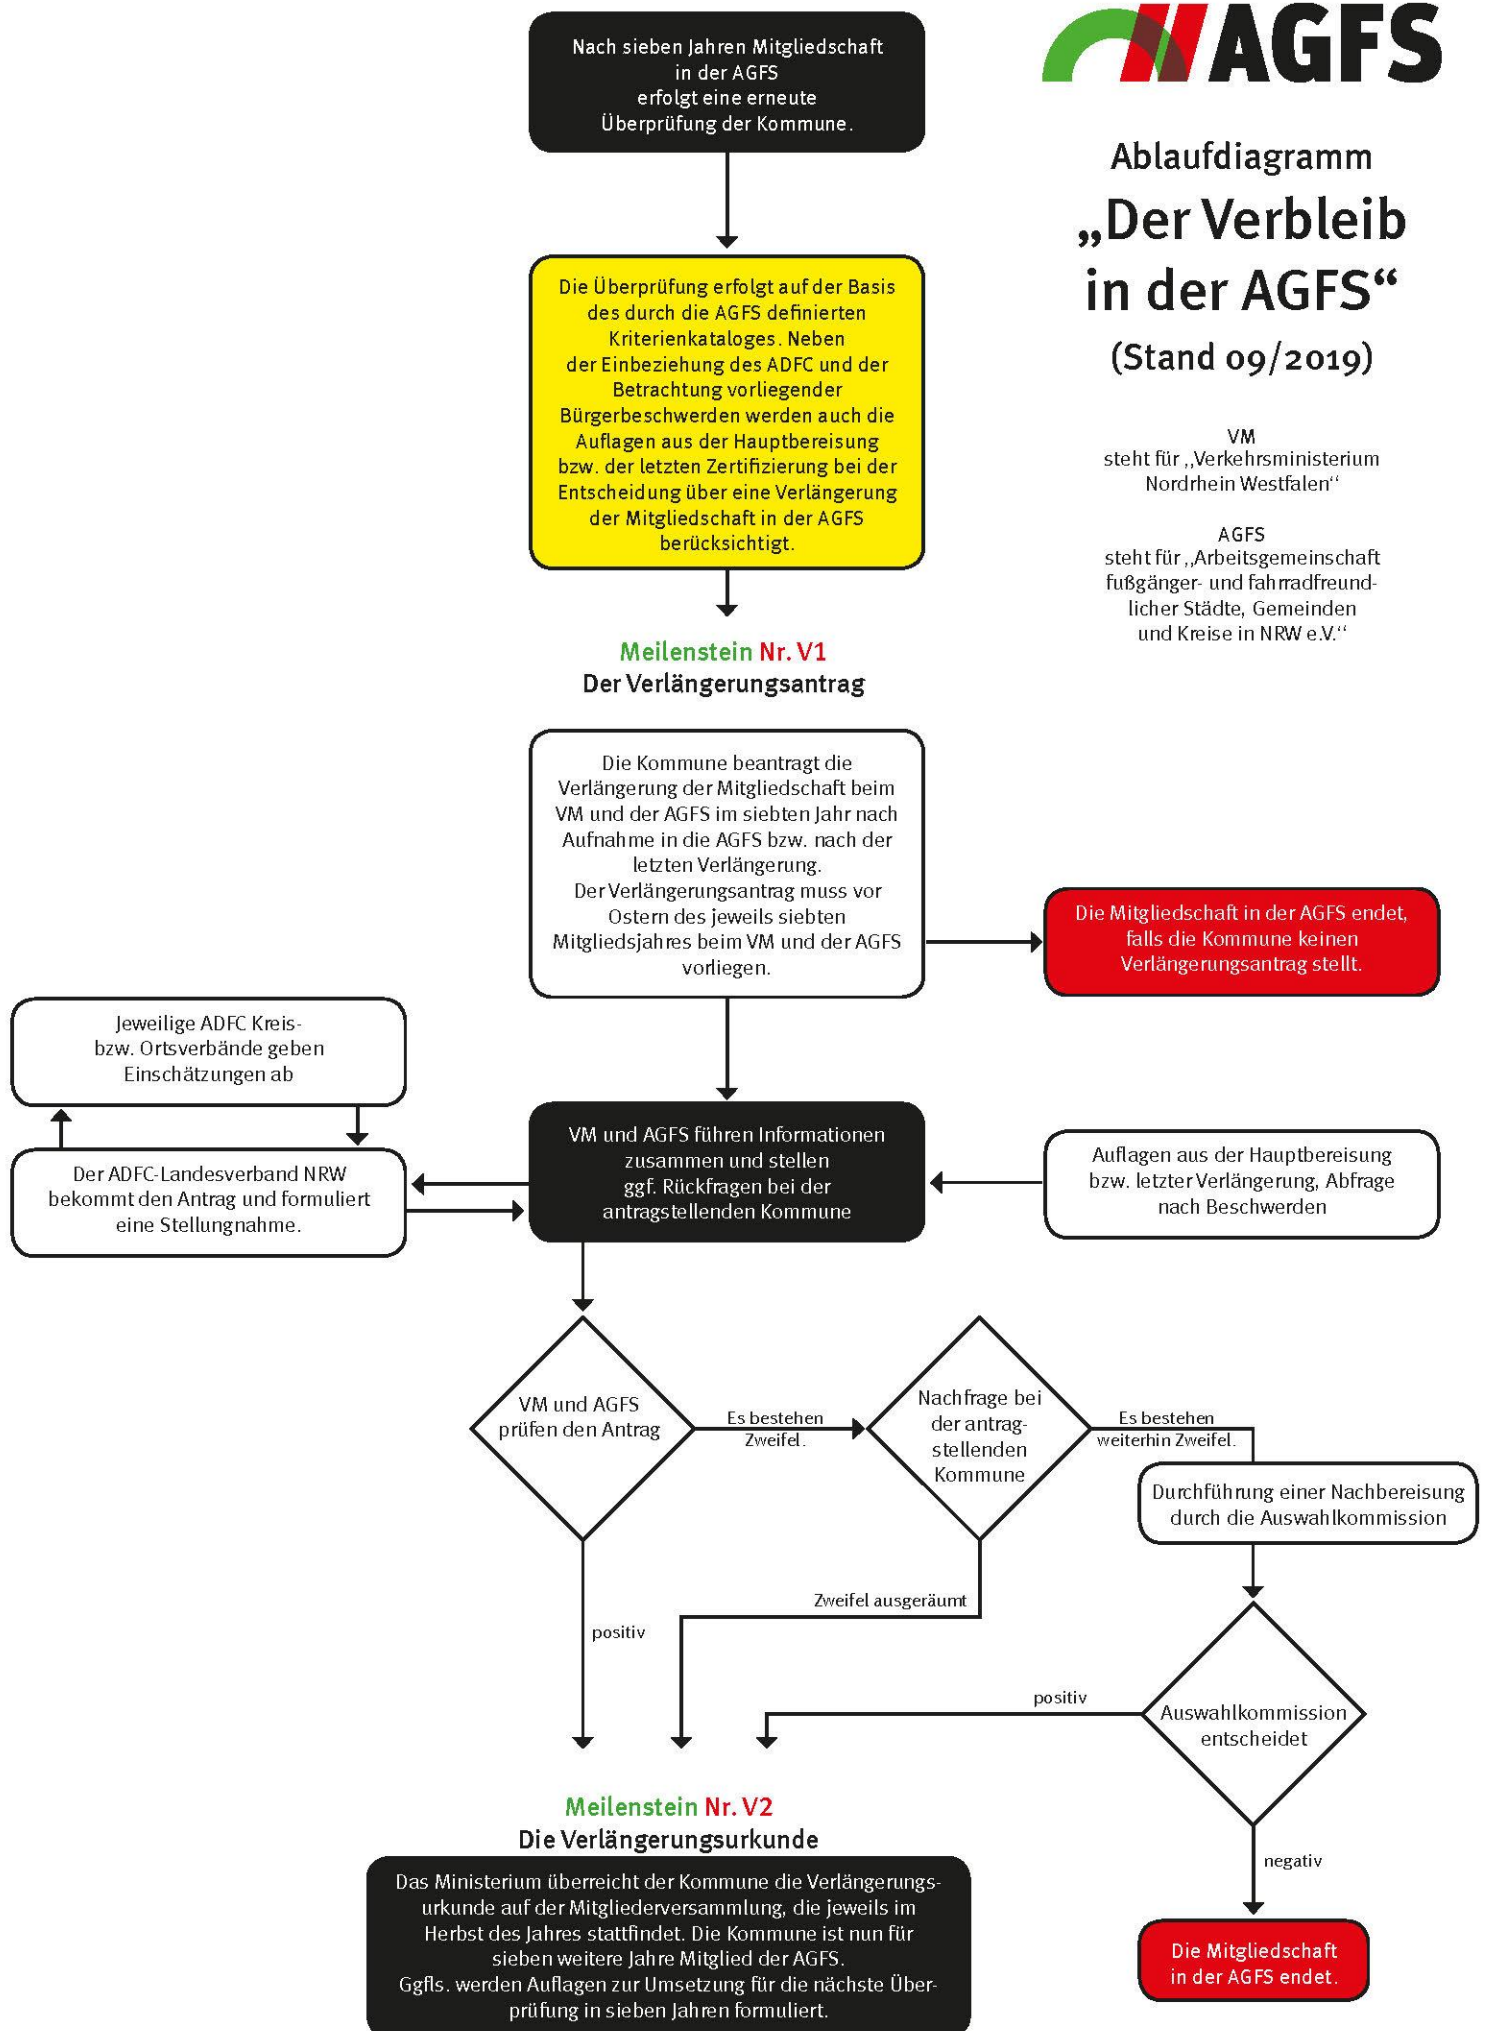 AGFS
Ablaufdiagramm
„Der Verbleib
in der AGFS“
(Stand 09/2019)
VM
steht für „Verkehrsministerium
Nordrhein Westfalen“
AGFS
steht für „Arbeitsgemeinschaft
fußgänger- und fahrradfreund-
licher Städte, Gemeinden
und Kreise in NRW e.V.“
Nach sieben Jahren Mitgliedschaft
in der AGFS
erfolgt eine erneute
Überprüfung der Kommune.
Die Überprüfung erfolgt auf der Basis
des durch die AGFS definierten
Kriterienkataloges. Neben
der Einbeziehung des ADFC und der
Betrachtung vorliegender
Bürgerbeschwerden werden auch die
Auflagen aus der Hauptbereisung
bzw. der letzten Zertifizierung bei der
Entscheidung über eine Verlängerung
der Mitgliedschaft in der AGFS
berücksichtigt.
Meilenstein Nr. V1
Der Verlängerungsantrag
Die Kommune beantragt die
Verlängerung der Mitgliedschaft beim
VM und der AGFS im siebten Jahr nach
Aufnahme in die AGFS bzw. nach der
letzten Verlängerung.
Der Verlängerungsantrag muss vor
Ostern des jeweils siebten
Mitgliedsjahres beim VM und der AGFS
vorliegen.
Die Mitgliedschaft in der AGFS endet,
falls die Kommune keinen
Verlängerungsantrag stellt.
Jeweilige ADFC Kreis-
bzw. Ortsverbände geben
Einschätzungen ab
Der ADFC-Landesverband NRW
bekommt den Antrag und formuliert
eine Stellungnahme.
VM und AGFS führen Informationen
zusammen und stellen
ggf. Rückfragen bei der
antragstellenden Kommune
Auflagen aus der Hauptbereisung
bzw. letzter Verlängerung, Abfrage
nach Beschwerden
VM und AGFS
prüfen den Antrag
Es bestehen
Zweifel.
Nachfrage bei
der antrag-
stellenden
Kommune
Es bestehen
weiterhin Zweifel.
Durchführung einer Nachbereisung
durch die Auswahlkommission
Zweifel ausgeräumt
positiv
positiv
Auswahlkommission
entscheidet
negativ
Die Mitgliedschaft
in der AGFS endet.
Meilenstein Nr. V2
Die Verlängerungsurkunde
Das Ministerium überreicht der Kommune die Verlängerungs-
urkunde auf der Mitgliederversammlung, die jeweils im
Herbst des Jahres stattfindet. Die Kommune ist nun für
sieben weitere Jahre Mitglied der AGFS.
Ggfls. werden Auflagen zur Umsetzung für die nächste Über-
prüfung in sieben Jahren formuliert.